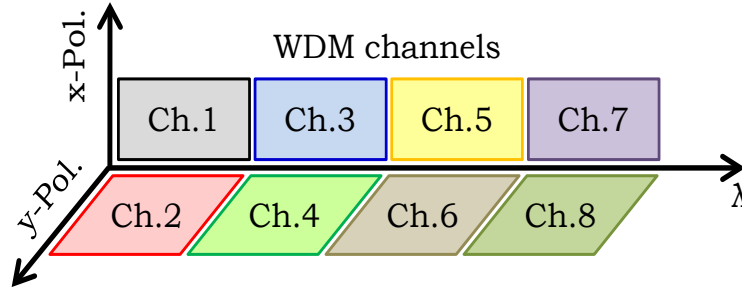 WDM channels
x-Pol.
Ch.1 Ch.3 Ch.5 Ch.7
y-Pol.
λ
Ch.2 Ch.4 Ch.6 Ch.8